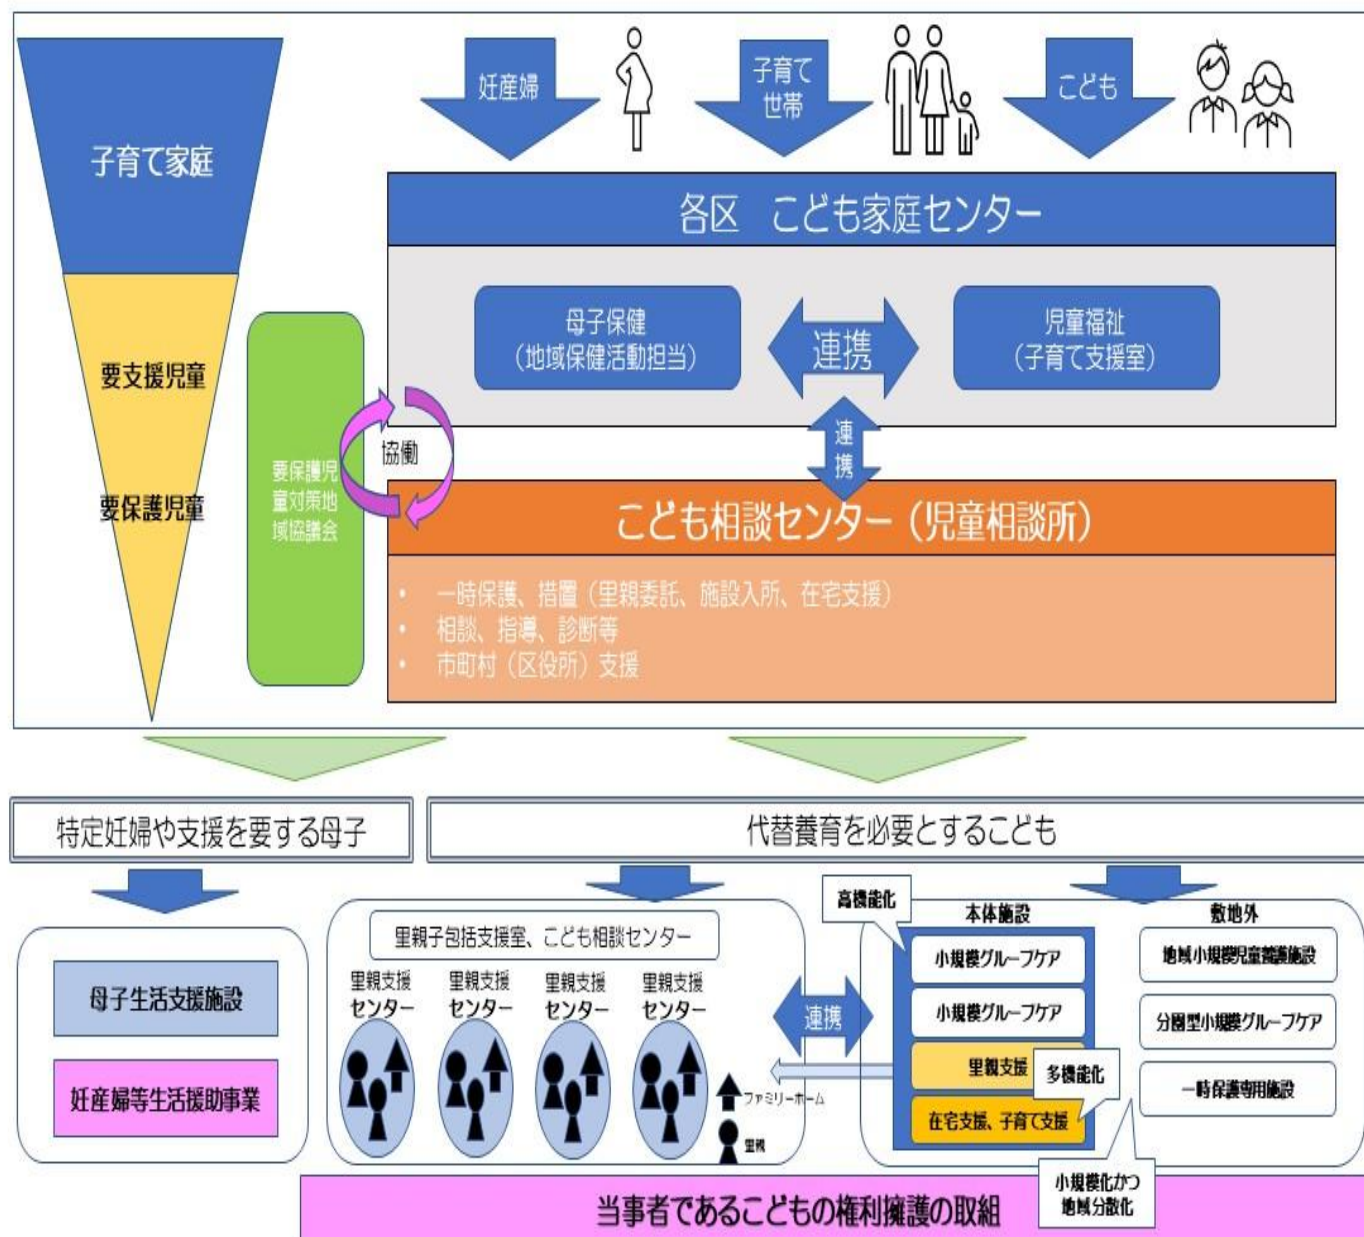 子育て家庭
要支援児童
要保護児童
妊産婦
子育て
世帯
こども
各区　こども家庭センター
母子保健
（地域保健活動担当）
連携
児童福祉
（子育て支援室）
連
携
要保護児
童対策地
域協議会
協働
こども相談センター（児童相談所）
• 一時保護、措置（里親委託、施設入所、在宅支援）
• 相談、指導、診断等
• 市町村（区役所）支援
特定妊婦や支援を要する母子
代替養育を必要とするこども
母子生活支援施設
妊産婦等生活援助事業
里親子包括支援室、こども相談センター
里親支援
センター
里親支援
センター
里親支援
センター
里親支援
センター
ファミリーホーム
里親
連携
高機能化
本体施設
小規模グループケア
小規模グループケア
里親支援
多機能化
在宅支援、子育て支援
敷地外
地域小規模児童養護施設
分園型小規模グループケア
一時保護専用施設
小規模化かつ
地域分散化
当事者であるこどもの権利擁護の取組